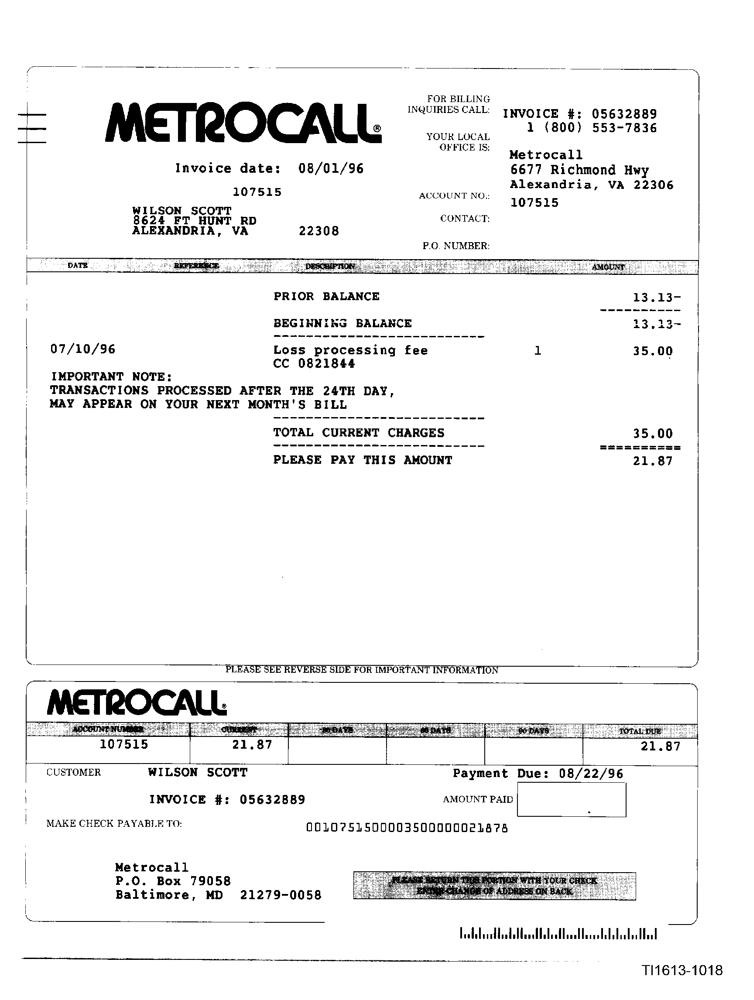 METROCALL®
FOR BILLING
INQUIRIES CALL:
INVOICE #: 05632889
1 (800) 553-7836
YOUR LOCAL
OFFICE IS:
Metrocall
6677 Richmond Hwy
Alexandria, VA 22306
Invoice date: 08/01/96
107515
ACCOUNT NO.:
107515
WILSON SCOTT
8624 FT HUNT RD
ALEXANDRIA, VA 22308
CONTACT:
P.O. NUMBER:
DATE REFERENCE DESCRIPTION AMOUNT
PRIOR BALANCE 13.13-
----------
BEGINNING BALANCE 13.13-
-------------------------
07/10/96 Loss processing fee 1 35.00
CC 0821844
IMPORTANT NOTE:
TRANSACTIONS PROCESSED AFTER THE 24TH DAY,
MAY APPEAR ON YOUR NEXT MONTH'S BILL
-------------------------
TOTAL CURRENT CHARGES 35.00
------------------------- ==========
PLEASE PAY THIS AMOUNT 21.87
PLEASE SEE REVERSE SIDE FOR IMPORTANT INFORMATION
METROCALL®
ACCOUNT NUMBER CURRENT 30 DAYS 60 DAYS 90 DAYS TOTAL DUE
107515 21.87 21.87
CUSTOMER WILSON SCOTT Payment Due: 08/22/96
INVOICE #: 05632889 AMOUNT PAID
MAKE CHECK PAYABLE TO: 0010751500003500000021878
Metrocall
P.O. Box 79058
Baltimore, MD 21279-0058
PLEASE RETURN THIS PORTION WITH YOUR CHECK
ENTER CHANGE OF ADDRESS ON BACK
TI1613-1018